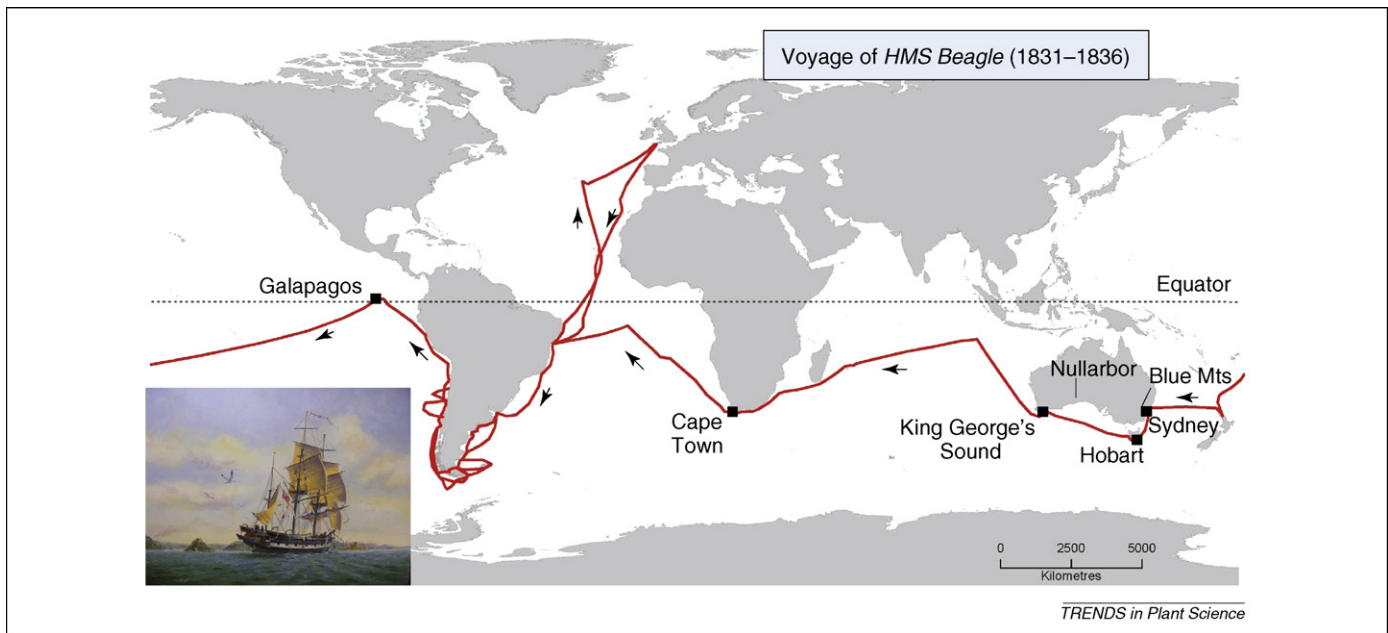 Voyage of HMS Beagle (1831–1836)
Galapagos
Equator
Nullarbor
Blue Mts
Cape
Town
King George's
Sound
Sydney
Hobart
0 2500 5000
Kilometres
TRENDS in Plant Science